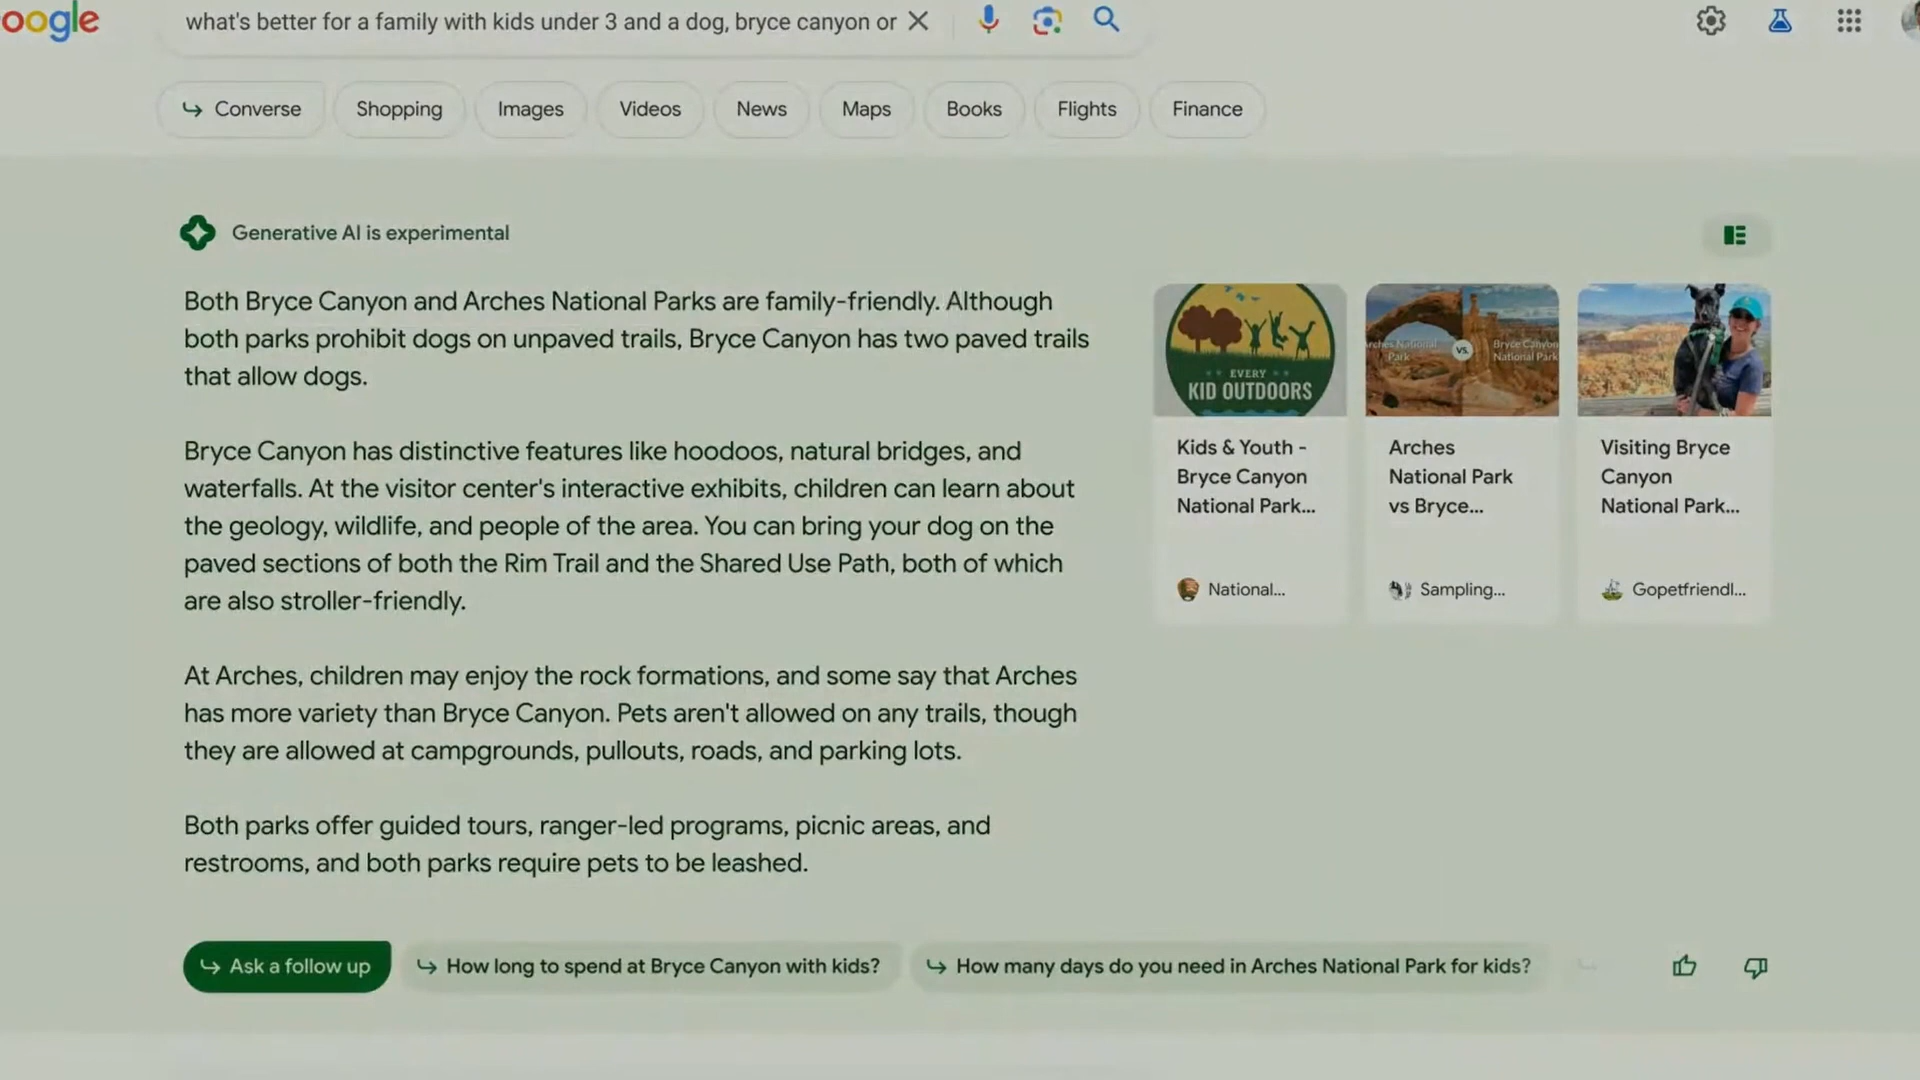 oogle
what's better for a family with kids under 3 and a dog, bryce canyon or
Converse
Shopping
Images
Videos
News
Maps
Books
Flights
Finance
Generative AI is experimental
Both Bryce Canyon and Arches National Parks are family-friendly. Although
both parks prohibit dogs on unpaved trails, Bryce Canyon has two paved trails
that allow dogs.
Bryce Canyon has distinctive features like hoodoos, natural bridges, and
waterfalls. At the visitor center's interactive exhibits, children can learn about
the geology, wildlife, and people of the area. You can bring your dog on the
paved sections of both the Rim Trail and the Shared Use Path, both of which
are also stroller-friendly.
At Arches, children may enjoy the rock formations, and some say that Arches
has more variety than Bryce Canyon. Pets aren't allowed on any trails, though
they are allowed at campgrounds, pullouts, roads, and parking lots.
Both parks offer guided tours, ranger-led programs, picnic areas, and
restrooms, and both parks require pets to be leashed.
EVERY
KID OUTDOORS
Kids & Youth -
Bryce Canyon
National Park...
National...
Arches National
Park
VS.
Bryce Canyon
National Park
Arches
National Park
vs Bryce...
Sampling...
Visiting Bryce
Canyon
National Park...
Gopetfriendl...
Ask a follow up
How long to spend at Bryce Canyon with kids?
How many days do you need in Arches National Park for kids?